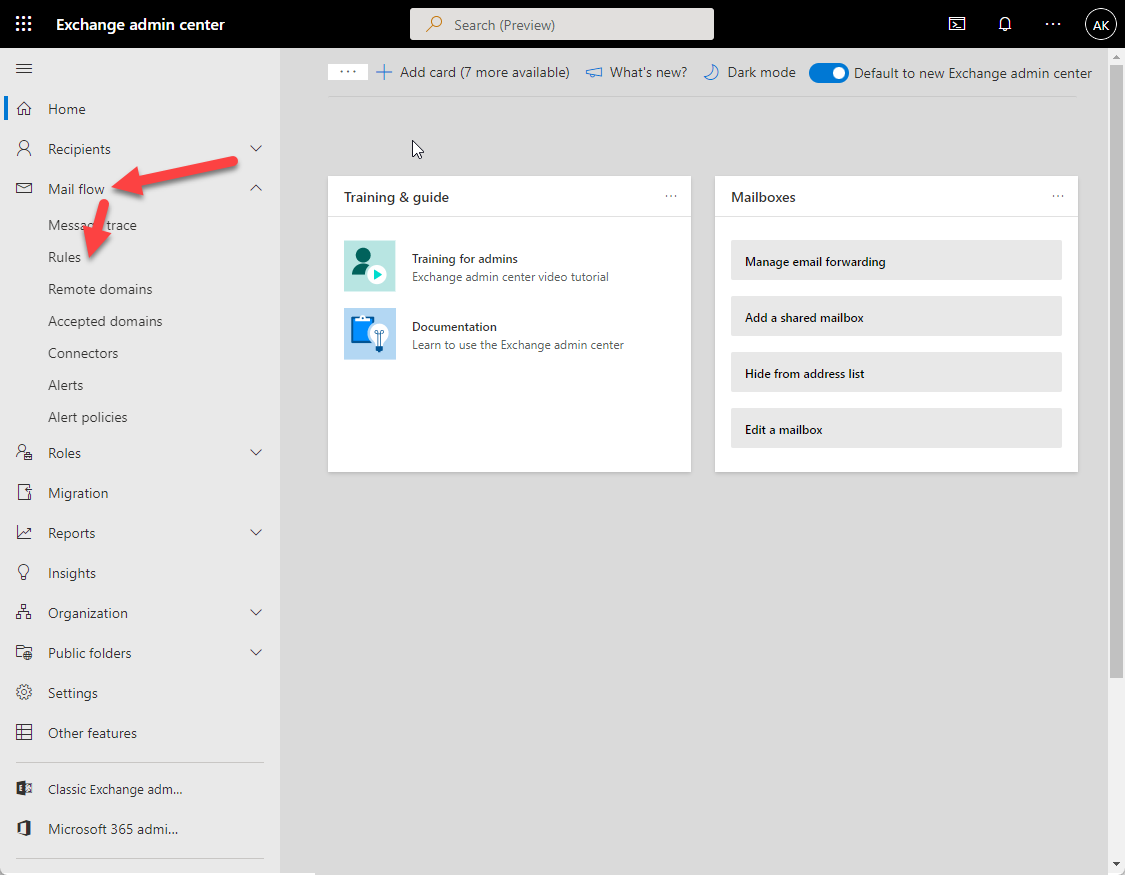 Exchange admin center
Search (Preview)
AK
··· Add card (7 more available) What's new? Dark mode Default to new Exchange admin center
Home
Recipients
Mail flow
Message trace
Rules
Remote domains
Accepted domains
Connectors
Alerts
Alert policies
Roles
Migration
Reports
Insights
Organization
Public folders
Settings
Other features
Classic Exchange adm...
Microsoft 365 admi...
Training & guide
Training for admins
Exchange admin center video tutorial
Documentation
Learn to use the Exchange admin center
Mailboxes
Manage email forwarding
Add a shared mailbox
Hide from address list
Edit a mailbox